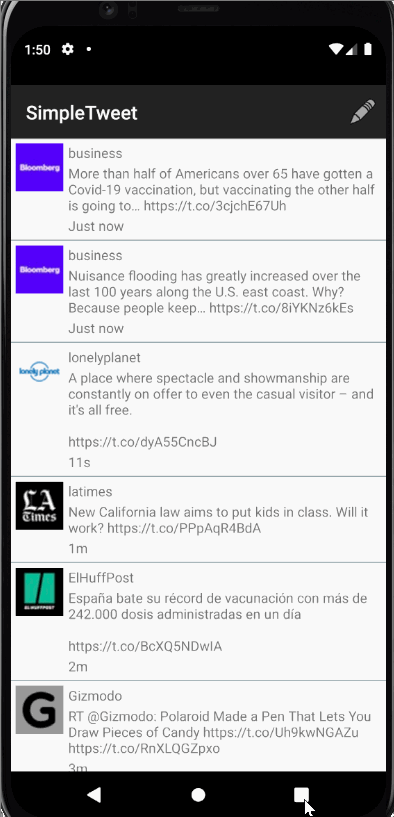 1:50
SimpleTweet
Bloomberg
business
More than half of Americans over 65 have gotten a
Covid-19 vaccination, but vaccinating the other half
is going to… https://t.co/3cjchE67Uh
Just now
Bloomberg
business
Nuisance flooding has greatly increased over the
last 100 years along the U.S. east coast. Why?
Because people keep… https://t.co/8iYKNz6kEs
Just now
lonely planet
lonelyplanet
A place where spectacle and showmanship are
constantly on offer to even the casual visitor – and
it's all free.
https://t.co/dyA55CncBJ
11s
LA
Times
latimes
New California law aims to put kids in class. Will it
work? https://t.co/PPpAqR4BdA
1m
ELHUFFPOST
ElHuffPost
España bate su récord de vacunación con más de
242.000 dosis administradas en un día
https://t.co/BcXQ5NDwIA
2m
G
Gizmodo
RT @Gizmodo: Polaroid Made a Pen That Lets You
Draw Pieces of Candy https://t.co/Uh9kwNGAZu
https://t.co/RnXLQGZpxo
3m